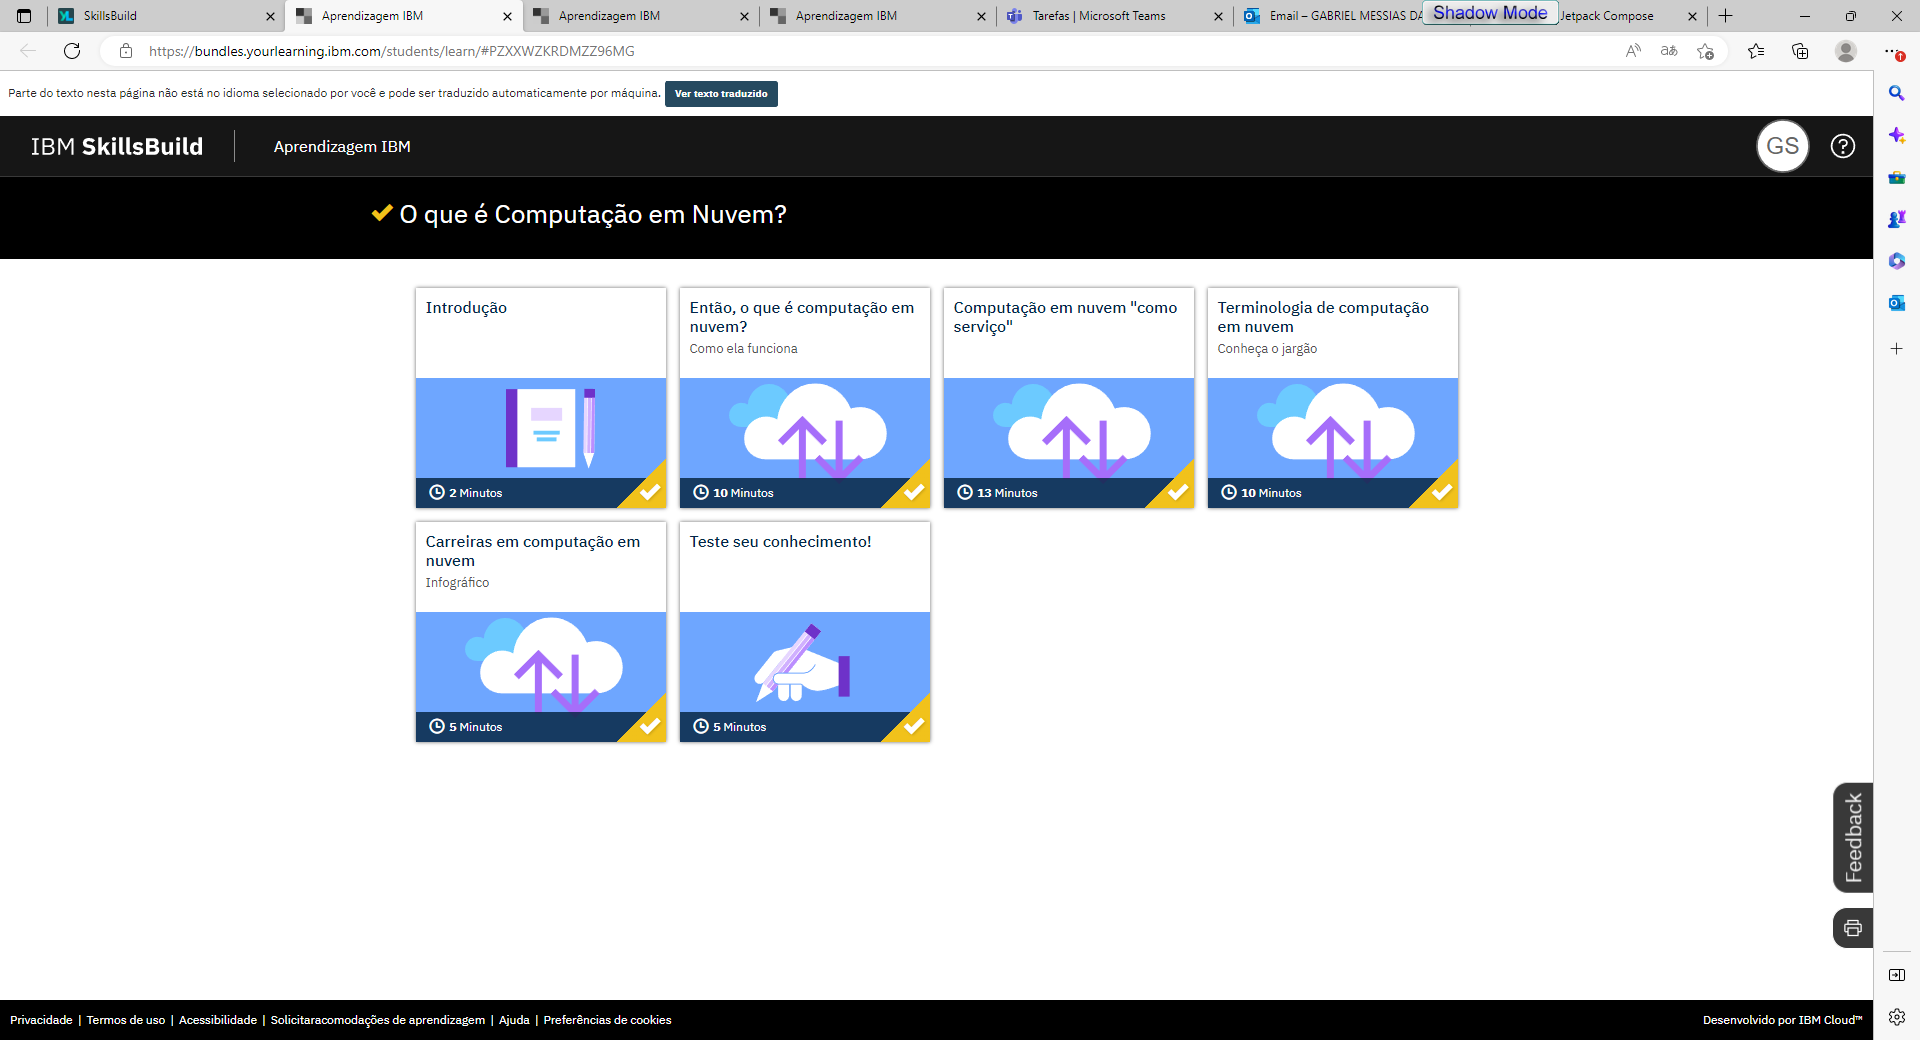 SkillsBuild
Aprendizagem IBM
Aprendizagem IBM
Aprendizagem IBM
Tarefas | Microsoft Teams
Email – GABRIEL MESSIAS DA
Shadow Mode
Jetpack Compose
https://bundles.yourlearning.ibm.com/students/learn/#PZXXWZKRDMZZ96MG
Parte do texto nesta página não está no idioma selecionado por você e pode ser traduzido automaticamente por máquina.
Ver texto traduzido
IBM SkillsBuild
Aprendizagem IBM
GS
O que é Computação em Nuvem?
Introdução
2 Minutos
Então, o que é computação em
nuvem?
Como ela funciona
10 Minutos
Computação em nuvem "como
serviço"
13 Minutos
Terminologia de computação
em nuvem
Conheça o jargão
10 Minutos
Carreiras em computação em
nuvem
Infográfico
5 Minutos
Teste seu conhecimento!
5 Minutos
Feedback
Privacidade | Termos de uso | Acessibilidade | Solicitaracomodações de aprendizagem | Ajuda | Preferências de cookies
Desenvolvido por IBM Cloud™